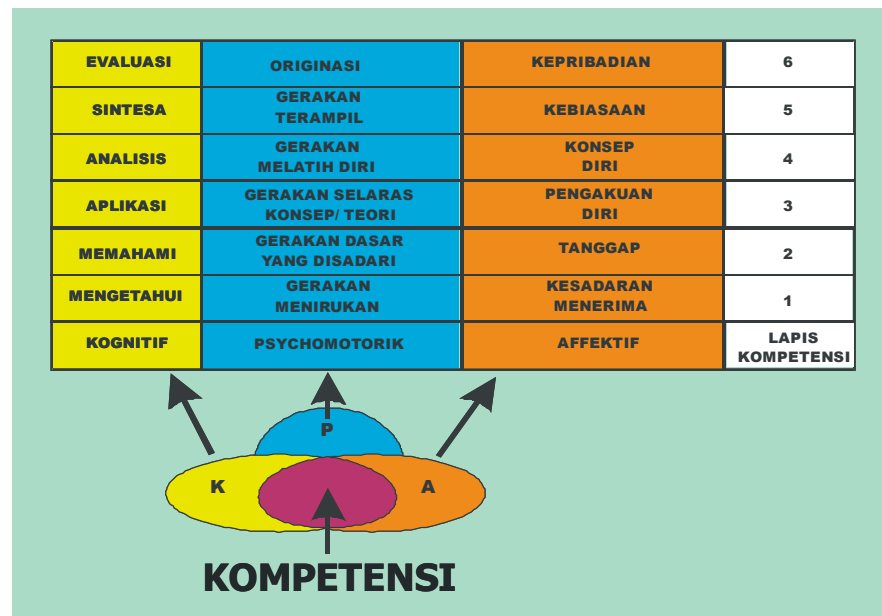 EVALUASI
ORIGINASI
KEPRIBADIAN
6
SINTESA
GERAKAN
TERAMPIL
KEBIASAAN
5
ANALISIS
GERAKAN
MELATIH DIRI
KONSEP
DIRI
4
APLIKASI
GERAKAN SELARAS
KONSEP/ TEORI
PENGAKUAN
DIRI
3
MEMAHAMI
GERAKAN DASAR
YANG DISADARI
TANGGAP
2
MENGETAHUI
GERAKAN
MENIRUKAN
KESADARAN
MENERIMA
1
KOGNITIF
PSYCHOMOTORIK
AFFEKTIF
LAPIS
KOMPETENSI
P
K
A
KOMPETENSI